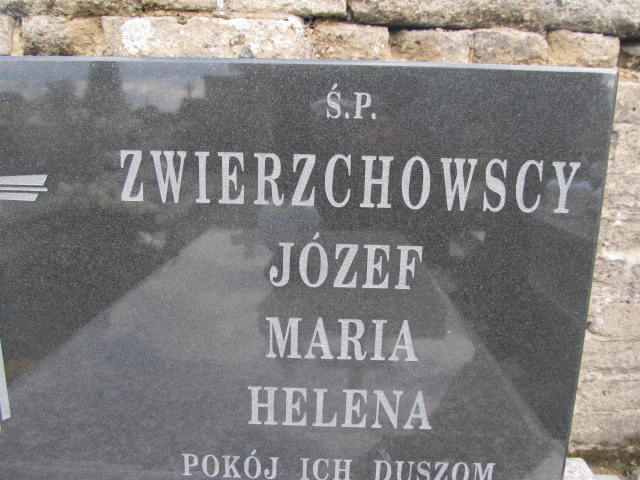 Ś.P.
ZWIERZCHOWSCY
JÓZEF
MARIA
HELENA
POKÓJ ICH DUSZOM